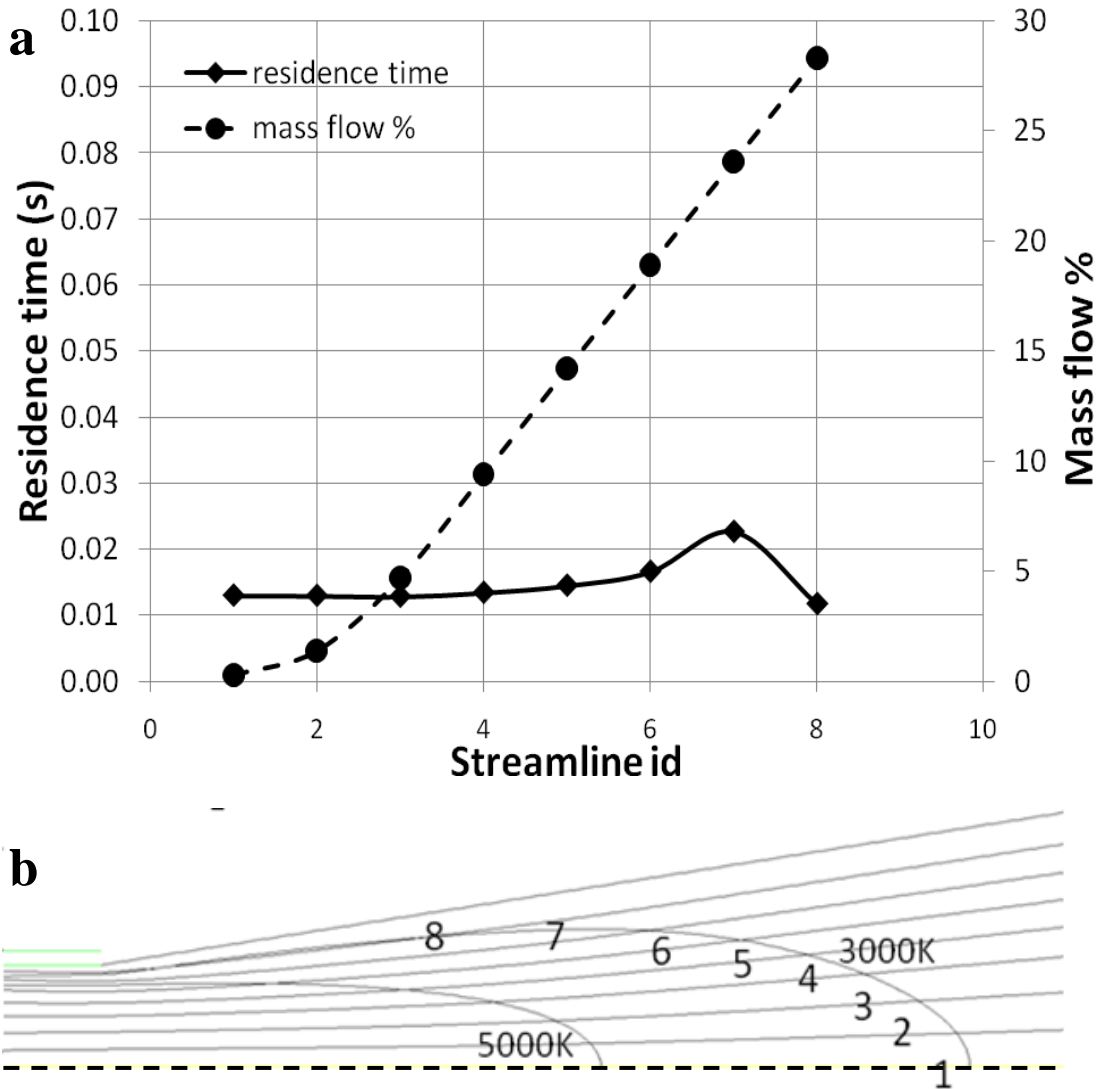 a
residence time
mass flow %
0.10
0.09
0.08
0.07
0.06
0.05
0.04
0.03
0.02
0.01
0.00
Residence time (s)
30
25
20
15
10
5
0
Mass flow %
0 2 4 6 8 10
Streamline id
b
8 7 6 5 4 3 2 1
3000K
5000K